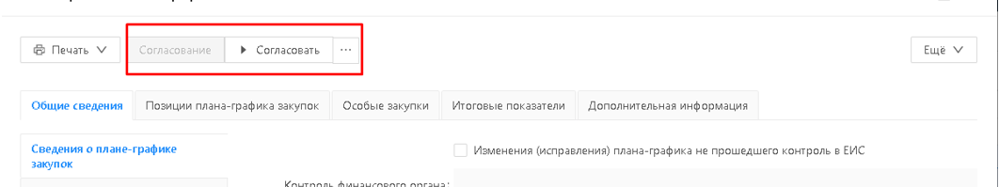 Печать
Согласование
Согласовать
...
Ещё
Общие сведения
Позиции плана-графика закупок
Особые закупки
Итоговые показатели
Дополнительная информация
Сведения о плане-графике
закупок
Изменения (исправления) плана-графика не прошедшего контроль в ЕИС
Контроль финансового органа: